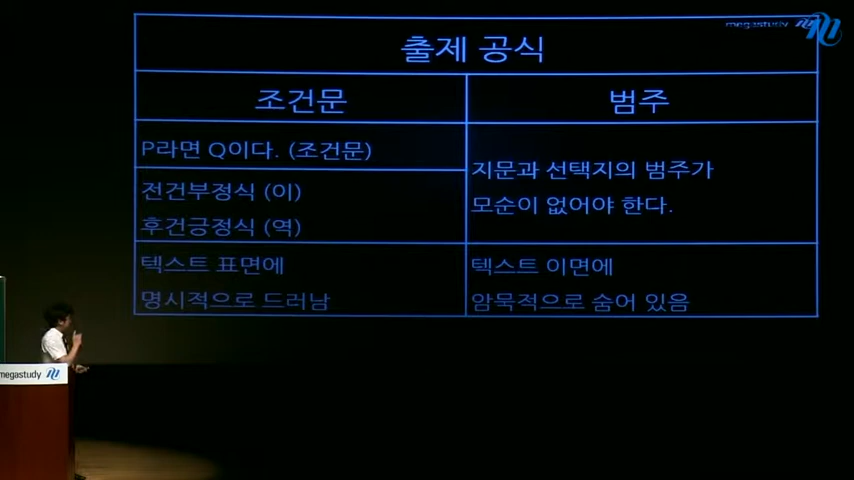 megastudy
출제 공식
조건문
범주
P라면 Q이다. (조건문)
전건부정식 (이)
후건긍정식 (역)
지문과 선택지의 범주가
모순이 없어야 한다.
텍스트 표면에
명시적으로 드러남
텍스트 이면에
암묵적으로 숨어 있음
megastudy